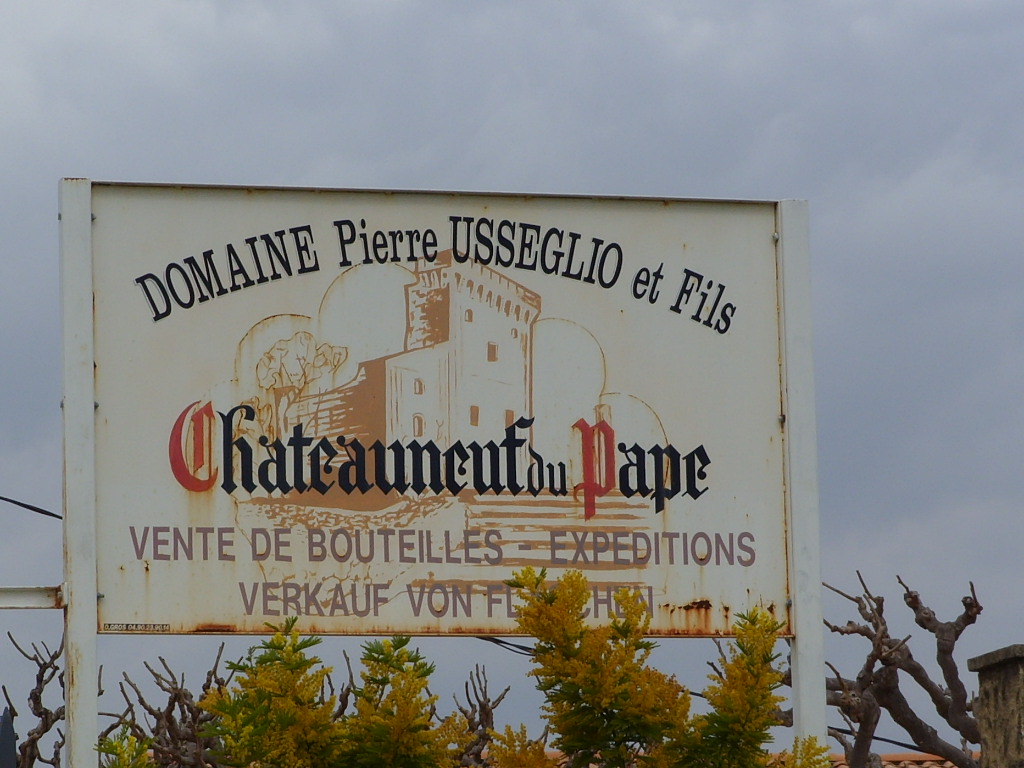 DOMAINE Pierre USSEGLIO et Fils
Chateauneuf du Pape
VENTE DE BOUTEILLES - EXPEDITIONS
VERKAUF VON